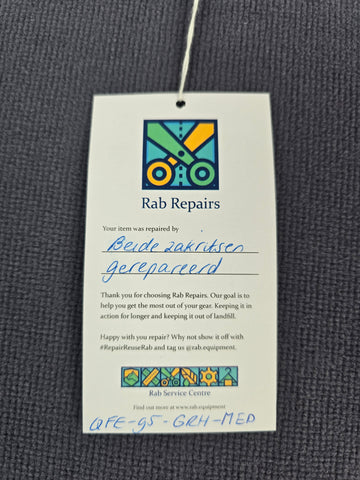 Rab Repairs
Your item was repaired by
Beide zakritsen
gerepareerd
Thank you for choosing Rab Repairs. Our goal is to
help you get the most out of your gear. Keeping it in
action for longer and keeping it out of landfill.
Happy with you repair? Why not show it off with
#RepairReuseRab and tag us @rab.equipment.
Rab Service Centre
Find out more at www.rab.equipment
QFE-95-GRH-MED